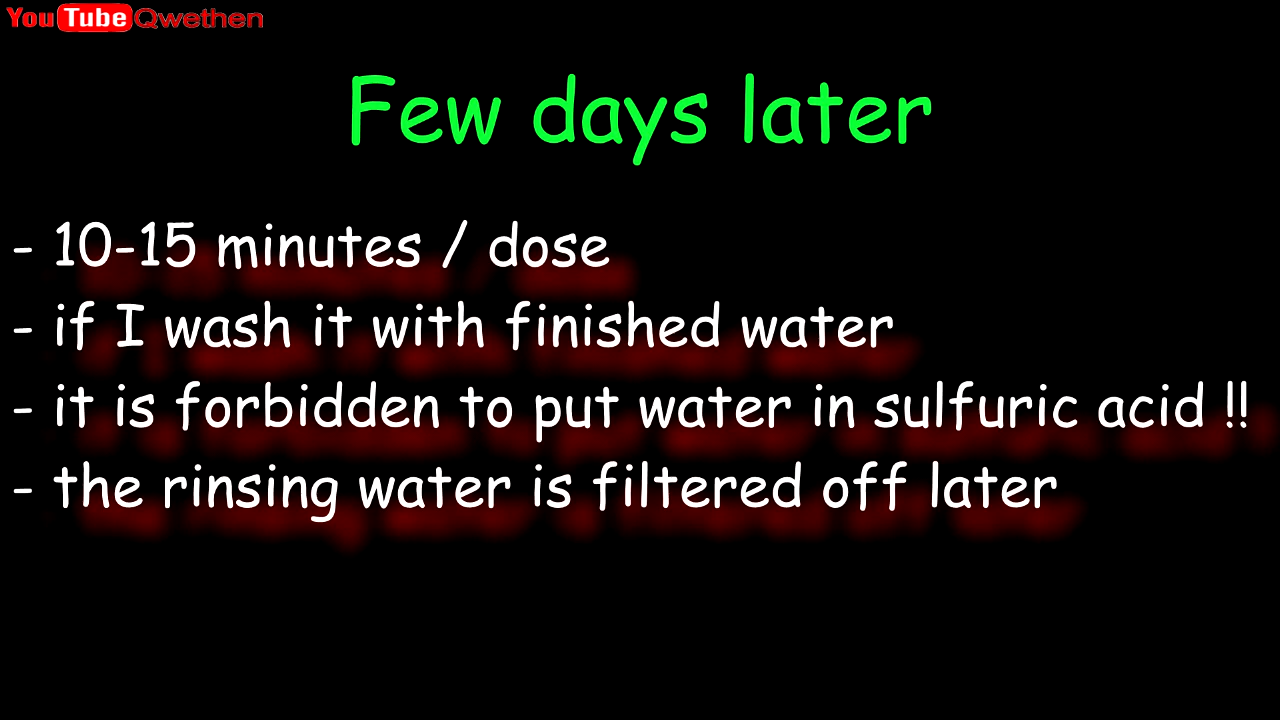 YouTube Qwethen
Few days later
- 10-15 minutes / dose
- if I wash it with finished water
- it is forbidden to put water in sulfuric acid !!
- the rinsing water is filtered off later